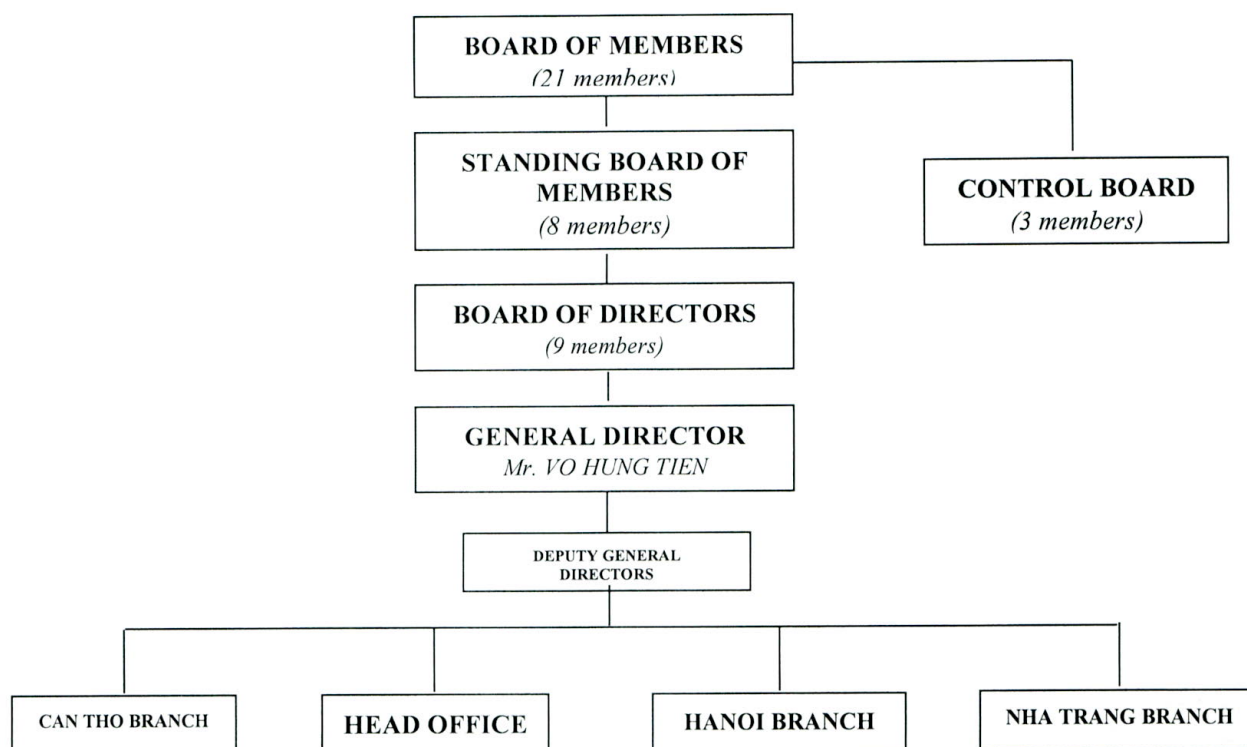 BOARD OF MEMBERS
(21 members)
STANDING BOARD OF
MEMBERS
(8 members)
CONTROL BOARD
(3 members)
BOARD OF DIRECTORS
(9 members)
GENERAL DIRECTOR
Mr. VO HUNG TIEN
DEPUTY GENERAL
DIRECTORS
CAN THO BRANCH
HEAD OFFICE
HANOI BRANCH
NHA TRANG BRANCH